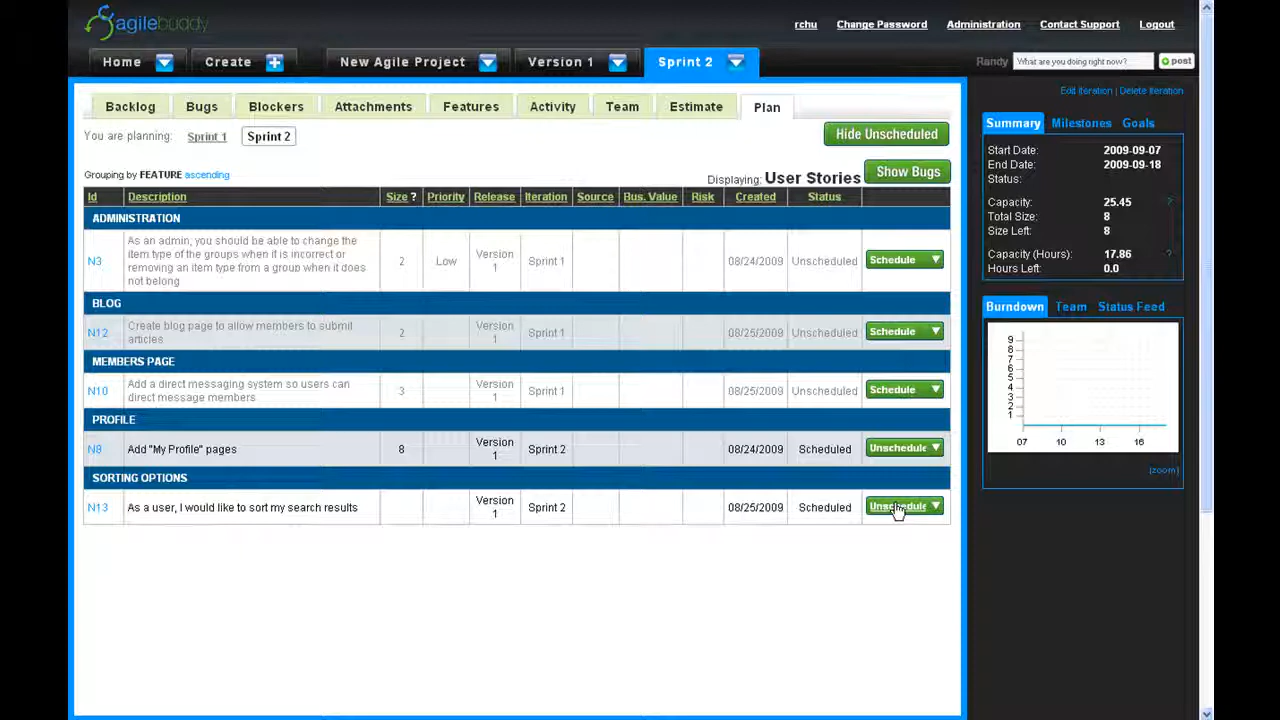 agilebuddy
rchu Change Password Administration Contact Support Logout
Home Create New Agile Project Version 1 Sprint 2 Randy What are you doing right now? post
Edit Iteration | Delete Iteration
Backlog Bugs Blockers Attachments Features Activity Team Estimate Plan
Summary Milestones Goals
You are planning: Sprint 1 Sprint 2 Hide Unscheduled
Start Date: 2009-09-07
End Date: 2009-09-18
Status:
Grouping by FEATURE ascending Displaying: User Stories Show Bugs
Id Description Size ? Priority Release Iteration Source Bus. Value Risk Created Status
Capacity: 25.45 ?
Total Size: 8
Size Left: 8
Capacity (Hours): 17.86 ?
Hours Left: 0.0
ADMINISTRATION
N3 As an admin, you should be able to change the
item type of the groups when it is incorrect or
removing an item type from a group when it does
not belong
2 Low Version
1
Sprint 1 08/24/2009 Unscheduled Schedule
BLOG
N12 Create blog page to allow members to submit
articles
2 Version
1
Sprint 1 08/25/2009 Unscheduled Schedule
MEMBERS PAGE
N10 Add a direct messaging system so users can
direct message members
3 Version
1
Sprint 1 08/25/2009 Unscheduled Schedule
PROFILE
N8 Add "My Profile" pages 8 Version
1
Sprint 2 08/24/2009 Scheduled Unschedule
SORTING OPTIONS
N13 As a user, I would like to sort my search results Version
1
Sprint 2 08/25/2009 Scheduled Unschedule
Burndown Team Status Feed
9
8
7
6
5
4
3
2
1
07 10 13 16
(zoom)